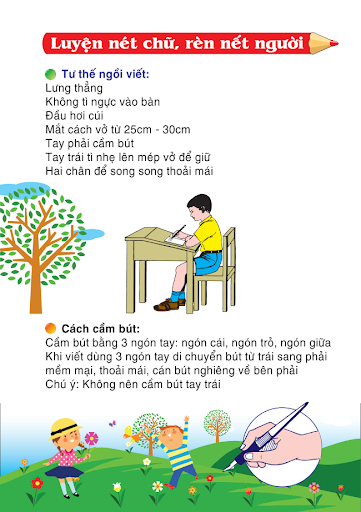 Luyện nét chữ, rèn nết người
Tư thế ngồi viết:
Lưng thẳng
Không tì ngực vào bàn
Đầu hơi cúi
Mắt cách vở từ 25cm - 30cm
Tay phải cầm bút
Tay trái tì nhẹ lên mép vở để giữ
Hai chân để song song thoải mái
Cách cầm bút:
Cầm bút bằng 3 ngón tay: ngón cái, ngón trỏ, ngón giữa
Khi viết dùng 3 ngón tay di chuyển bút từ trái sang phải
mềm mại, thoải mái, cán bút nghiêng về bên phải
Chú ý: Không nên cầm bút tay trái